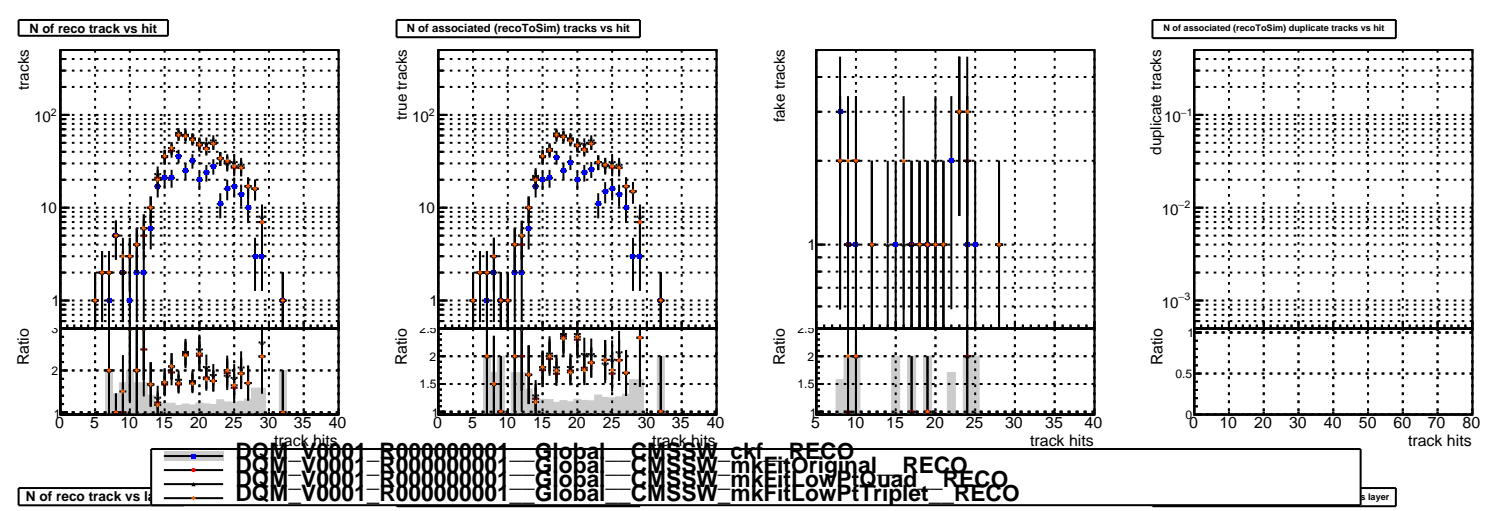 N of reco track vs hit
N of associated (recoToSim) tracks vs hit
N of associated (recoToSim) duplicate tracks vs hit
tracks
10²
10
1
Ratio
3
2
1
0 5 10 15 20 25 30 35 40
track hits
true tracks
10²
10
1
Ratio
2.5
2
1.5
1
0 5 10 15 20 25 30 35 40
track hits
fake tracks
1
Ratio
2.5
2
1.5
1
5 10 15 20 25 30 35 40
track hits
duplicate tracks
10⁻¹
10⁻²
10⁻³
Ratio
1
0.5
0
0 10 20 30 40 50 60 70 80
track hits
DQM_V0001_R000000001__Global__CMSSW_ckf__RECO
DQM_V0001_R000000001__Global__CMSSW_mkFitOriginal__RECO
DQM_V0001_R000000001__Global__CMSSW_mkFitLowPtQuad__RECO
DQM_V0001_R000000001__Global__CMSSW_mkFitLowPtTriplet__RECO
N of reco track vs
layer